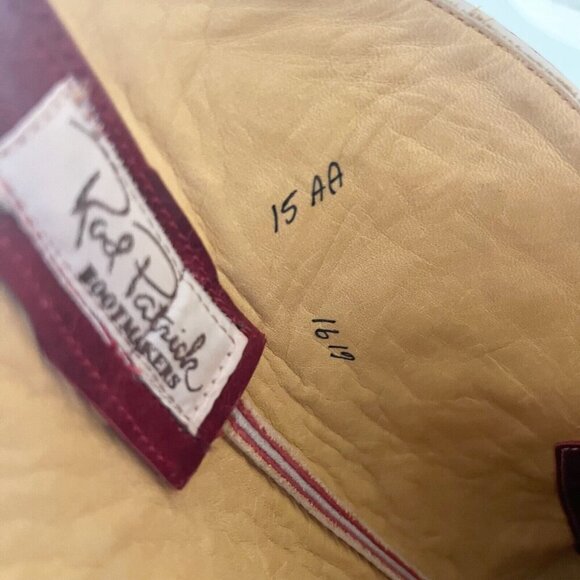 Rod Patrick
BOOTMAKERS
15 AA
1619